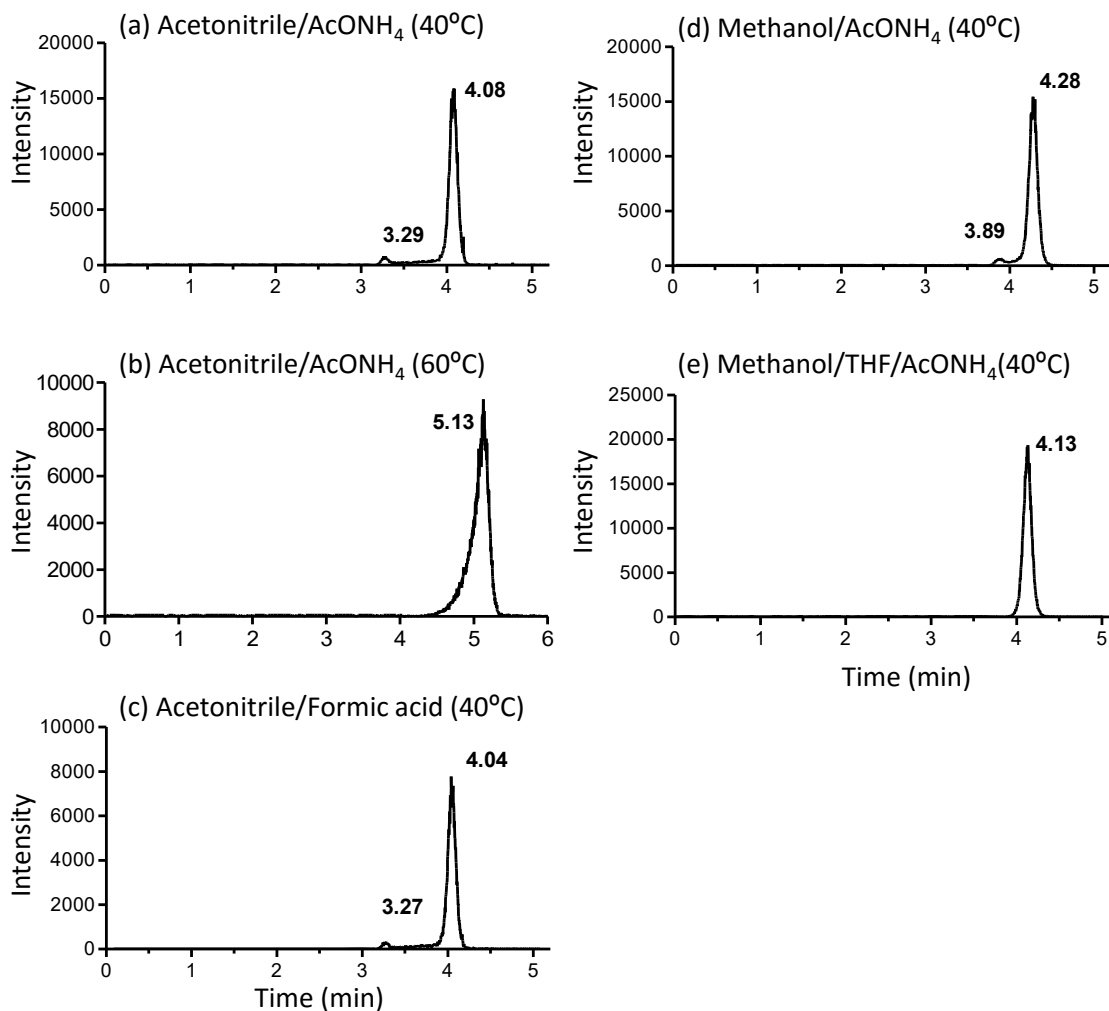 (a) Acetonitrile/AcONH₄ (40ºC)
Intensity
20000
15000
10000
5000
0
4.08
3.29
0 1 2 3 4 5
(b) Acetonitrile/AcONH₄ (60ºC)
Intensity
10000
8000
6000
4000
2000
0
5.13
0 1 2 3 4 5 6
(c) Acetonitrile/Formic acid (40ºC)
Intensity
10000
8000
6000
4000
2000
0
4.04
3.27
0 1 2 3 4 5
Time (min)
(d) Methanol/AcONH₄ (40ºC)
Intensity
20000
15000
10000
5000
0
4.28
3.89
0 1 2 3 4 5
(e) Methanol/THF/AcONH₄(40ºC)
Intensity
25000
20000
15000
10000
5000
0
4.13
0 1 2 3 4 5
Time (min)